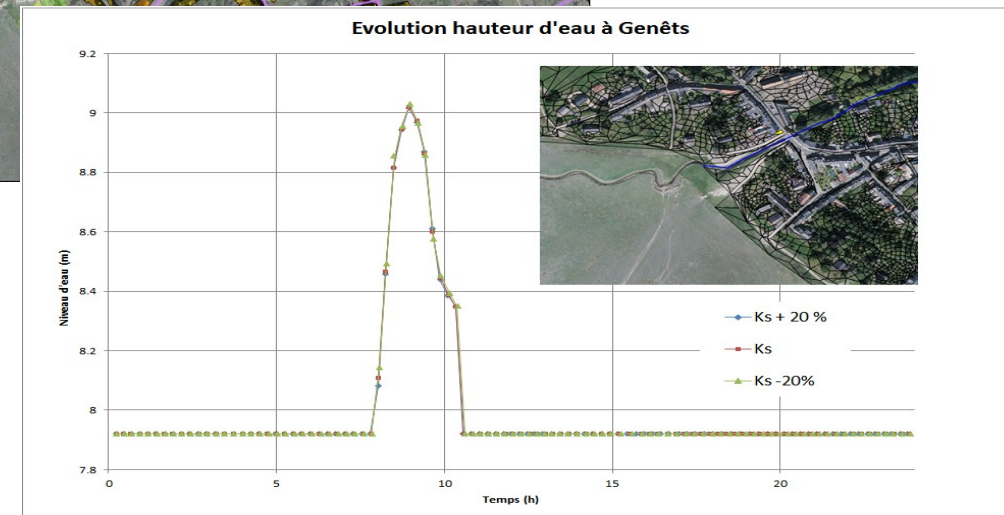 Evolution hauteur d'eau à Genêts
Niveau d'eau (m)
9.2
9
8.8
8.6
8.4
8.2
8
7.8
0
5
10
15
20
Temps (h)
Ks + 20 %
Ks
Ks -20%